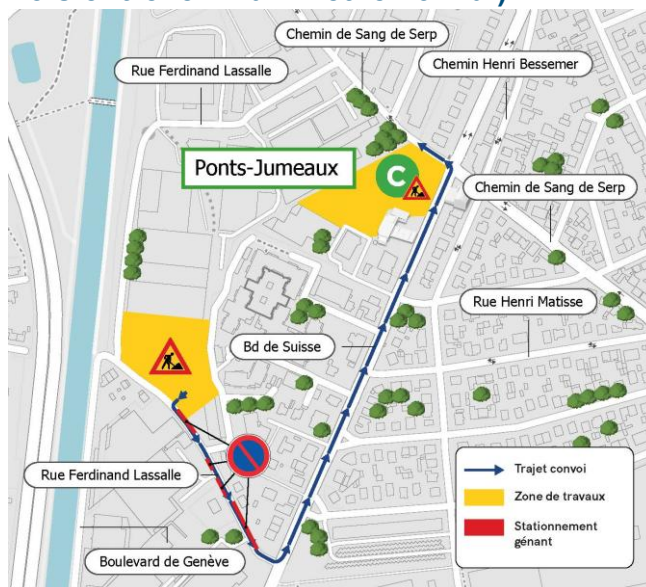 Chemin de Sang de Serp
Rue Ferdinand Lassalle
Chemin Henri Bessemer
Ponts-Jumeaux
C
Chemin de Sang de Serp
Rue Henri Matisse
Bd de Suisse
Rue Ferdinand Lassalle
Boulevard de Genève
Trajet convoi
Zone de travaux
Stationnement
génant